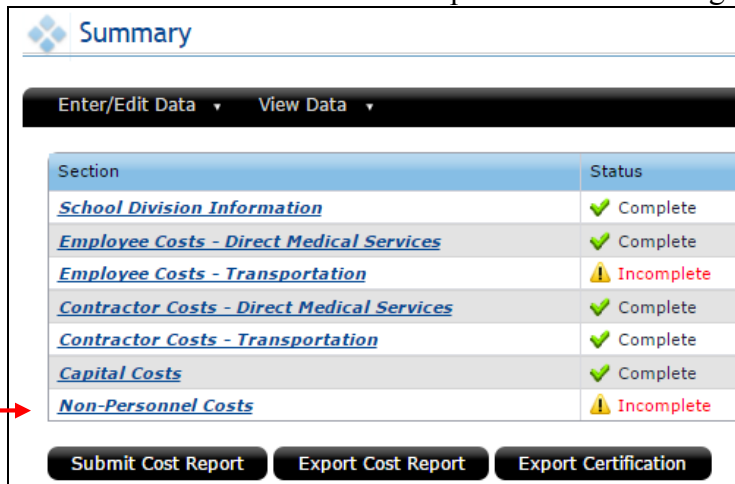 Summary
Enter/Edit Data View Data
Section Status
School Division Information Complete
Employee Costs - Direct Medical Services Complete
Employee Costs - Transportation Incomplete
Contractor Costs - Direct Medical Services Complete
Contractor Costs - Transportation Complete
Capital Costs Complete
Non-Personnel Costs Incomplete
Submit Cost Report Export Cost Report Export Certification